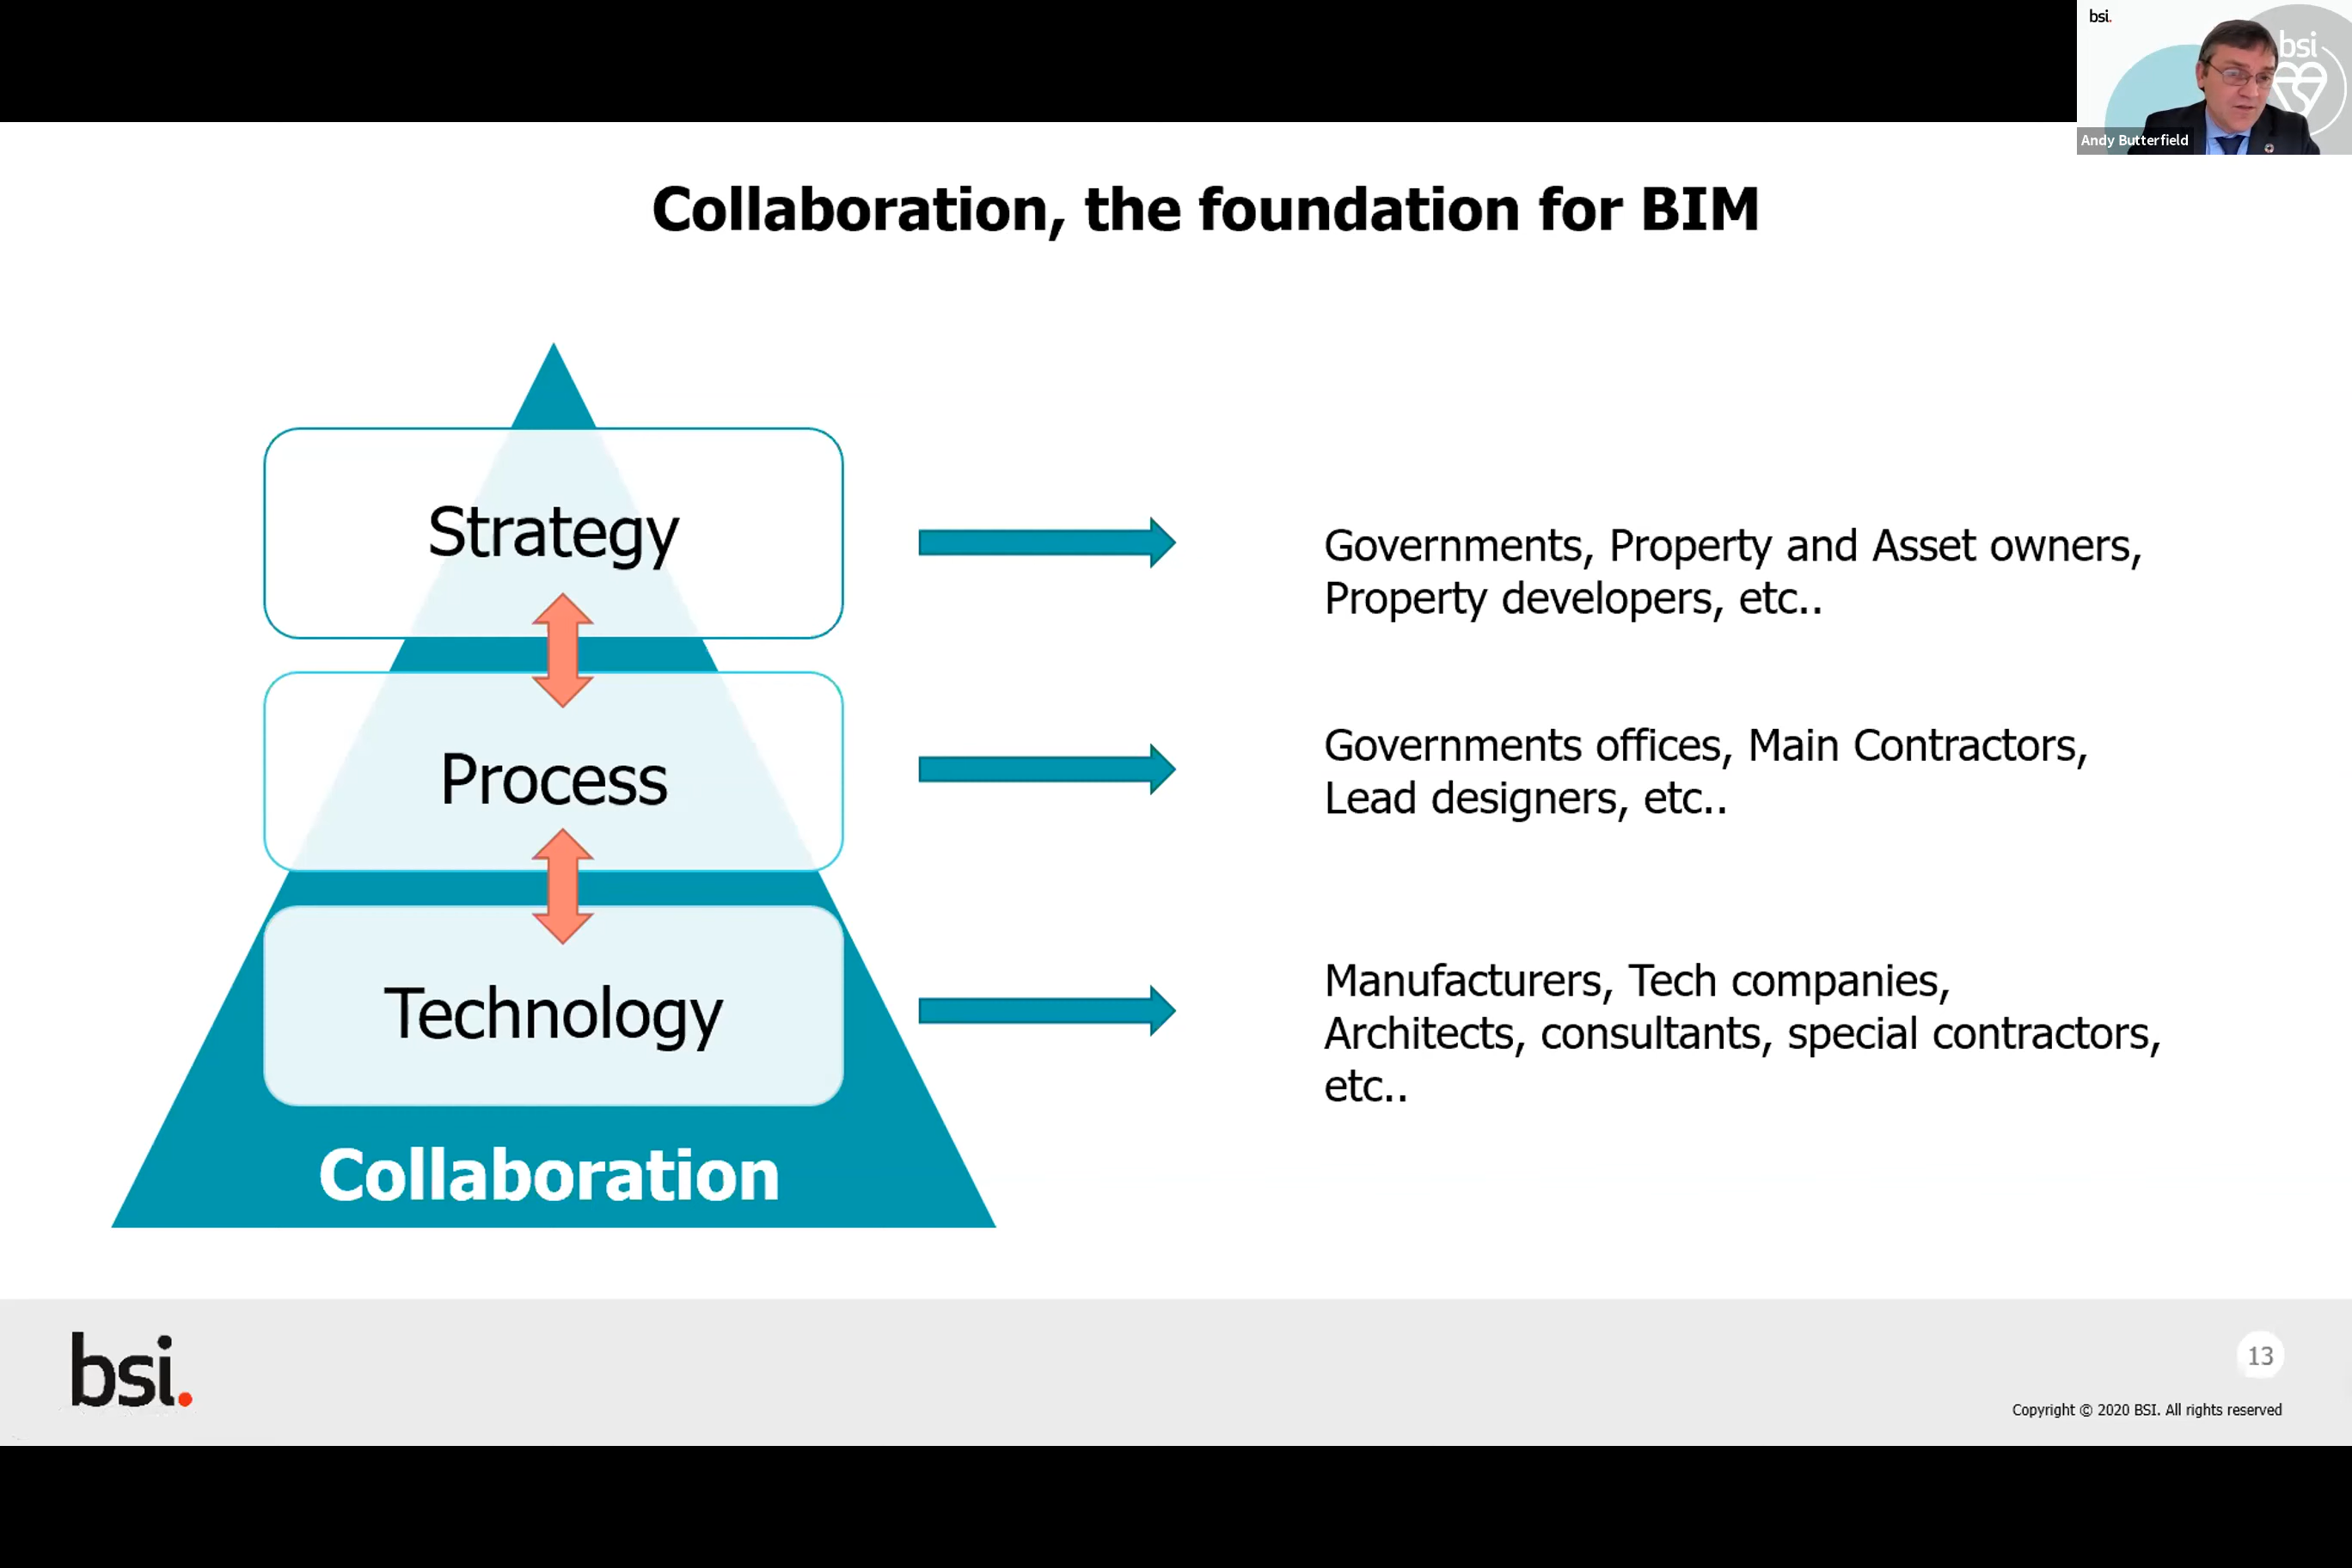 bsi.
bsi
Andy Butterfield
Collaboration, the foundation for BIM
Strategy
Governments, Property and Asset owners,
Property developers, etc..
Process
Governments offices, Main Contractors,
Lead designers, etc..
Technology
Manufacturers, Tech companies,
Architects, consultants, special contractors,
etc..
Collaboration
bsi.
13
Copyright © 2020 BSI. All rights reserved